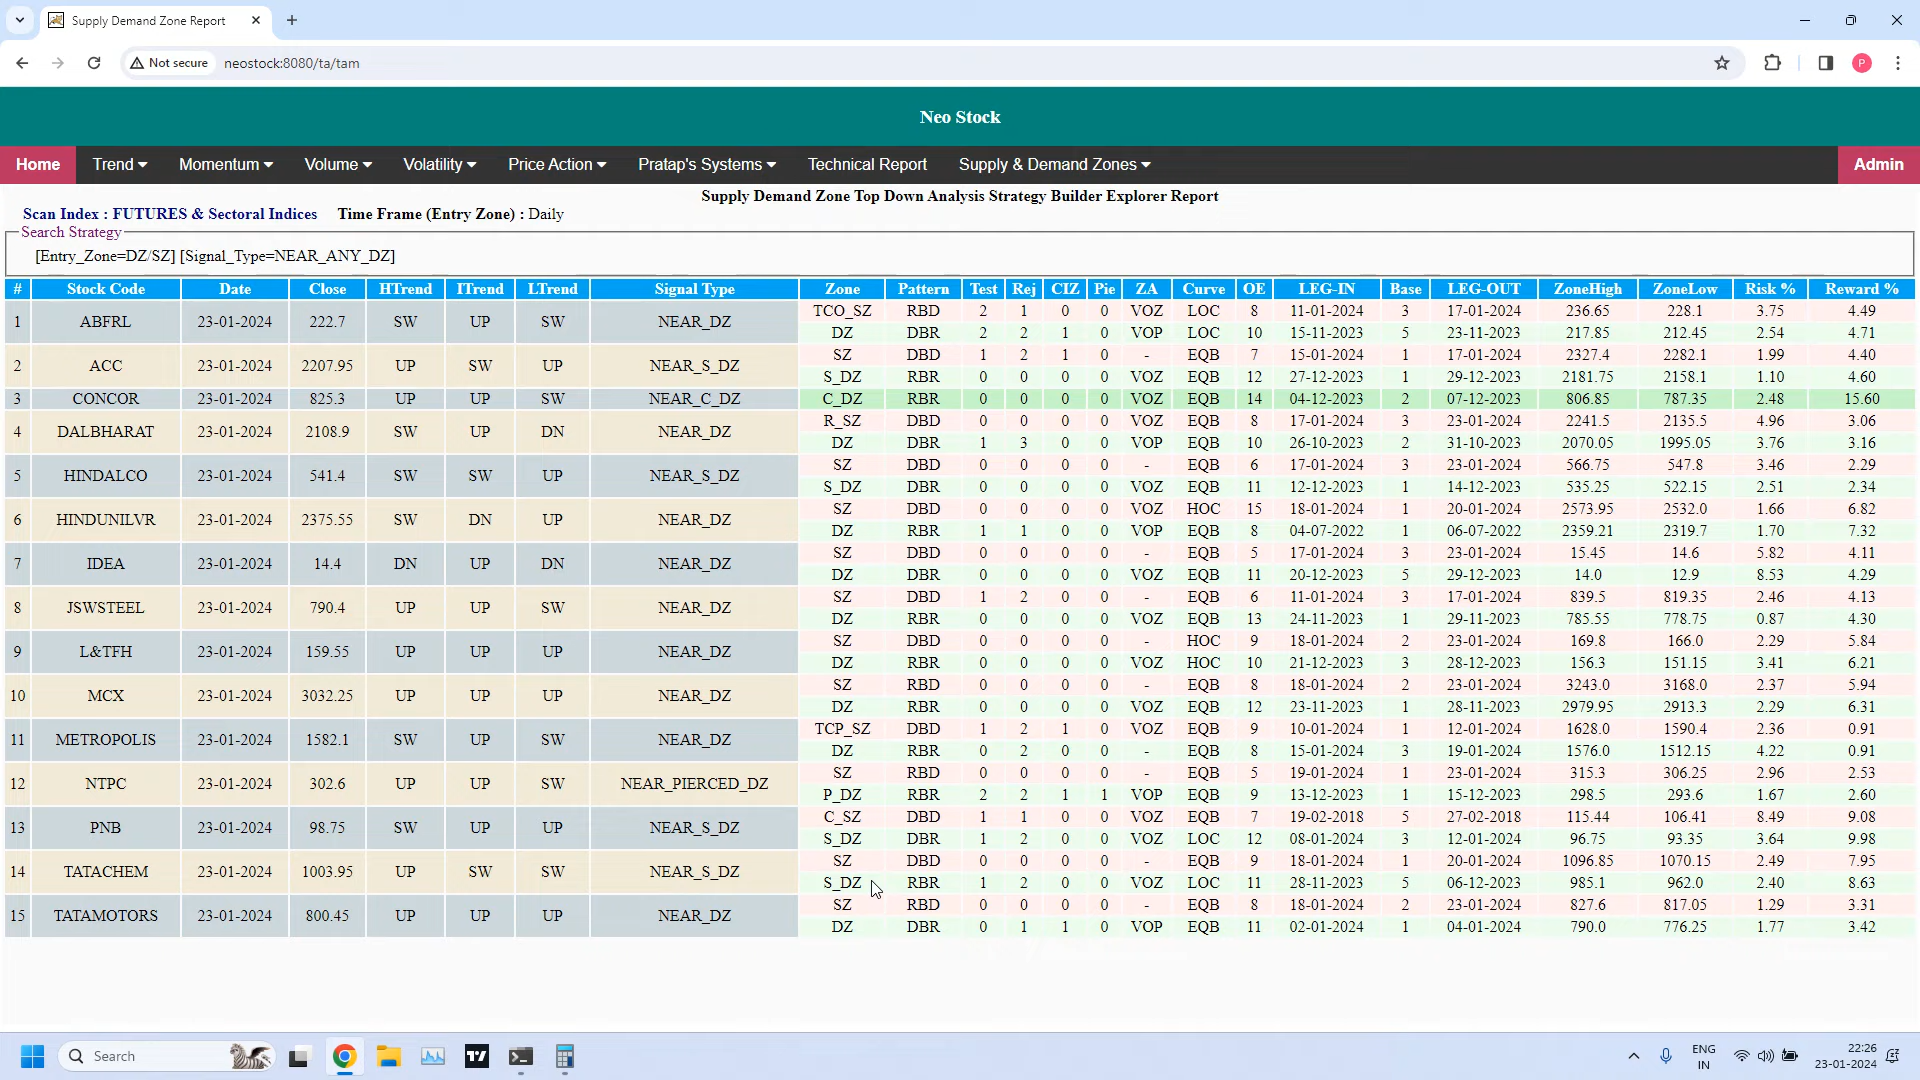 Supply Demand Zone Report
Not secure neostock:8080/ta/tam
P
Neo Stock
Home Trend Momentum Volume Volatility Price Action Pratap's Systems Technical Report Supply & Demand Zones Admin
Supply Demand Zone Top Down Analysis Strategy Builder Explorer Report
Scan Index : FUTURES & Sectoral Indices Time Frame (Entry Zone) : Daily
Search Strategy
[Entry_Zone=DZ/SZ] [Signal_Type=NEAR_ANY_DZ]
# Stock Code Date Close HTrend ITrend LTrend Signal Type Zone Pattern Test Rej CIZ Pie ZA Curve OE LEG-IN Base LEG-OUT ZoneHigh ZoneLow Risk % Reward %
1 ABFRL 23-01-2024 222.7 SW UP SW NEAR_DZ TCO_SZ RBD 2 1 0 0 VOZ LOC 8 11-01-2024 3 17-01-2024 236.65 228.1 3.75 4.49
DZ DBR 2 2 1 0 VOP LOC 10 15-11-2023 5 23-11-2023 217.85 212.45 2.54 4.71
2 ACC 23-01-2024 2207.95 UP SW UP NEAR_S_DZ SZ DBD 1 2 1 0 - EQB 7 15-01-2024 1 17-01-2024 2327.4 2282.1 1.99 4.40
S_DZ RBR 0 0 0 0 VOZ EQB 12 27-12-2023 1 29-12-2023 2181.75 2158.1 1.10 4.60
3 CONCOR 23-01-2024 825.3 UP UP SW NEAR_C_DZ C_DZ RBR 0 0 0 0 VOZ EQB 14 04-12-2023 2 07-12-2023 806.85 787.35 2.48 15.60
4 DALBHARAT 23-01-2024 2108.9 SW UP DN NEAR_DZ R_SZ DBD 0 0 0 0 VOZ EQB 8 17-01-2024 3 23-01-2024 2241.5 2135.5 4.96 3.06
DZ DBR 1 3 0 0 VOP EQB 10 26-10-2023 2 31-10-2023 2070.05 1995.05 3.76 3.16
5 HINDALCO 23-01-2024 541.4 SW SW UP NEAR_S_DZ SZ DBD 0 0 0 0 - EQB 6 17-01-2024 3 23-01-2024 566.75 547.8 3.46 2.29
S_DZ DBR 0 0 0 0 VOZ EQB 11 12-12-2023 1 14-12-2023 535.25 522.15 2.51 2.34
6 HINDUNILVR 23-01-2024 2375.55 SW DN UP NEAR_DZ SZ DBD 0 0 0 0 VOZ HOC 15 18-01-2024 1 20-01-2024 2573.95 2532.0 1.66 6.82
DZ RBR 1 1 0 0 VOP EQB 8 04-07-2022 1 06-07-2022 2359.21 2319.7 1.70 7.32
7 IDEA 23-01-2024 14.4 DN UP DN NEAR_DZ SZ DBD 0 0 0 0 - EQB 5 17-01-2024 3 23-01-2024 15.45 14.6 5.82 4.11
DZ DBR 0 0 0 0 VOZ EQB 11 20-12-2023 5 29-12-2023 14.0 12.9 8.53 4.29
8 JSWSTEEL 23-01-2024 790.4 UP UP SW NEAR_DZ SZ DBD 1 2 0 0 - EQB 6 11-01-2024 3 17-01-2024 839.5 819.35 2.46 4.13
DZ RBR 0 0 0 0 VOZ EQB 13 24-11-2023 1 29-11-2023 785.55 778.75 0.87 4.30
9 L&TFH 23-01-2024 159.55 UP UP UP NEAR_DZ SZ DBD 0 0 0 0 - HOC 9 18-01-2024 2 23-01-2024 169.8 166.0 2.29 5.84
DZ RBR 0 0 0 0 VOZ HOC 10 21-12-2023 3 28-12-2023 156.3 151.15 3.41 6.21
10 MCX 23-01-2024 3032.25 UP UP UP NEAR_DZ SZ RBD 0 0 0 0 - EQB 8 18-01-2024 2 23-01-2024 3243.0 3168.0 2.37 5.94
DZ RBR 0 0 0 0 VOZ EQB 12 23-11-2023 1 28-11-2023 2979.95 2913.3 2.29 6.31
11 METROPOLIS 23-01-2024 1582.1 SW UP SW NEAR_DZ TCP_SZ DBD 1 2 1 0 VOZ EQB 9 10-01-2024 1 12-01-2024 1628.0 1590.4 2.36 0.91
DZ RBR 0 2 0 0 - EQB 8 15-01-2024 3 19-01-2024 1576.0 1512.15 4.22 0.91
12 NTPC 23-01-2024 302.6 UP UP SW NEAR_PIERCED_DZ SZ RBD 0 0 0 0 - EQB 5 19-01-2024 1 23-01-2024 315.3 306.25 2.96 2.53
P_DZ RBR 2 2 1 1 VOP EQB 9 13-12-2023 1 15-12-2023 298.5 293.6 1.67 2.60
13 PNB 23-01-2024 98.75 SW UP UP NEAR_S_DZ C_SZ DBD 1 1 0 0 VOZ EQB 7 19-02-2018 5 27-02-2018 115.44 106.41 8.49 9.08
S_DZ DBR 1 2 0 0 VOZ LOC 12 08-01-2024 3 12-01-2024 96.75 93.35 3.64 9.98
14 TATACHEM 23-01-2024 1003.95 UP SW SW NEAR_S_DZ SZ DBD 0 0 0 0 - EQB 9 18-01-2024 1 20-01-2024 1096.85 1070.15 2.49 7.95
S_DZ RBR 1 2 0 0 VOZ LOC 11 28-11-2023 5 06-12-2023 985.1 962.0 2.40 8.63
15 TATAMOTORS 23-01-2024 800.45 UP UP UP NEAR_DZ SZ RBD 0 0 0 0 - EQB 8 18-01-2024 2 23-01-2024 827.6 817.05 1.29 3.31
DZ DBR 0 1 1 0 VOP EQB 11 02-01-2024 1 04-01-2024 790.0 776.25 1.77 3.42
Search
ENG
IN
22:26
23-01-2024